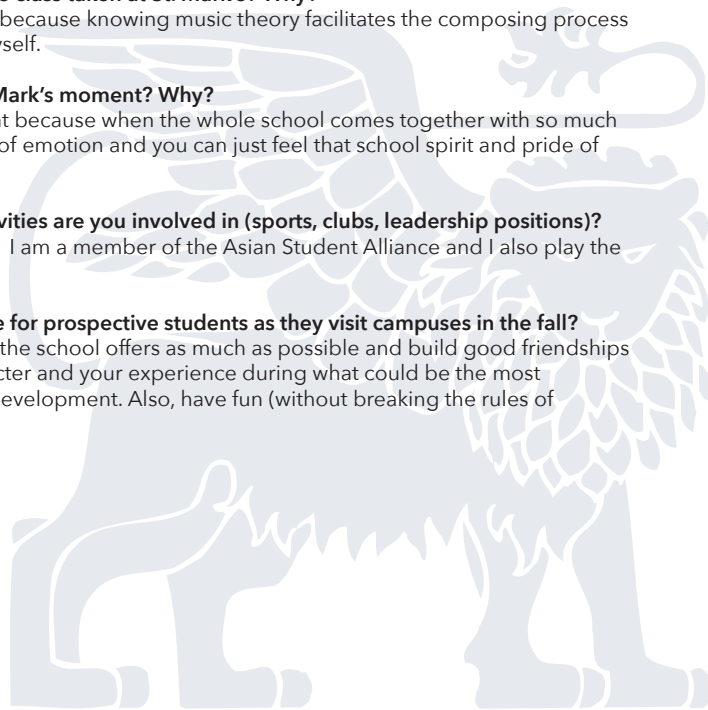 because knowing music theory facilitates the composing process
Mark’s moment? Why?
because when the whole school comes together with so much
of emotion and you can just feel that school spirit and pride of
are you involved in (sports, clubs, leadership positions)?
I am a member of the Asian Student Alliance and I also play the
for prospective students as they visit campuses in the fall?
the school offers as much as possible and build good friendships
and your experience during what could be the most
Also, have fun (without breaking the rules of